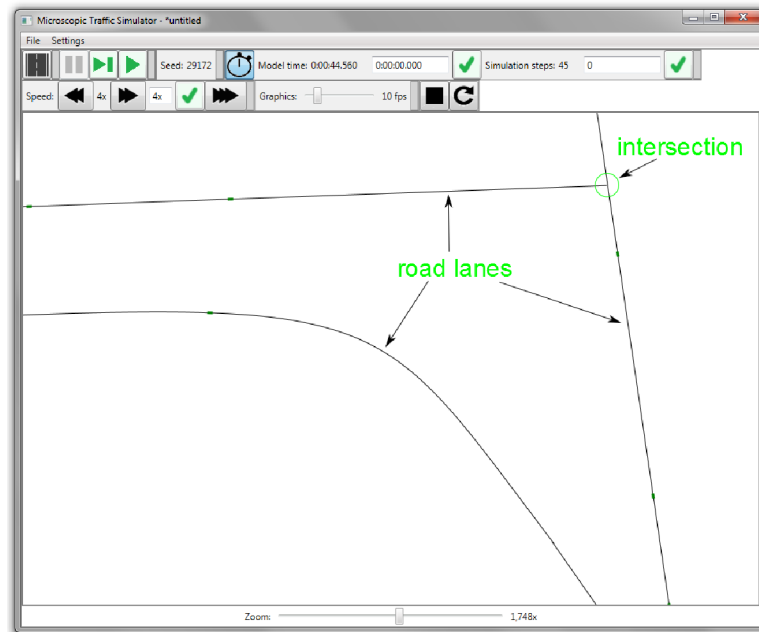 Microscopic Traffic Simulator - *untitled
File Settings
Seed: 29172 Model time: 0:00:44.560 0:00:00.000 Simulation steps: 45 0
Speed: 4x 4x Graphics: 10 fps
intersection
road lanes
Zoom: 1,748x